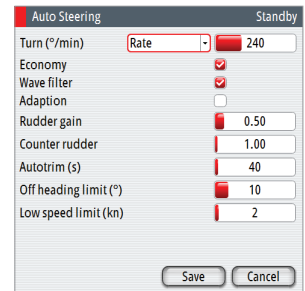 Auto Steering Standby
Turn (°/min) Rate 240
Economy
Wave filter
Adaption
Rudder gain 0.50
Counter rudder 1.00
Autotrim (s) 40
Off heading limit (°) 10
Low speed limit (kn) 2
Save Cancel